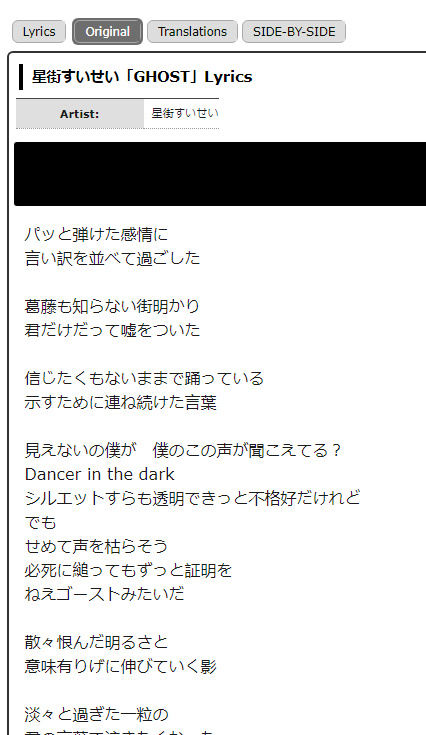 Lyrics Original Translations SIDE-BY-SIDE
星街すいせい「GHOST」Lyrics
Artist: 星街すいせい
パッと弾けた感情に
言い訳を並べて過ごした
葛藤も知らない街明かり
君だけだって嘘をついた
信じたくもないままで踊っている
示すために連ね続けた言葉
見えないの僕が　僕のこの声が聞こえてる？
Dancer in the dark
シルエットすらも透明できっと不格好だけれど
でも
せめて声を枯らそう
必死に縋ってもずっと証明を
ねえゴーストみたいだ
散々恨んだ明るさと
意味有りげに伸びていく影
淡々と過ぎた一粒の